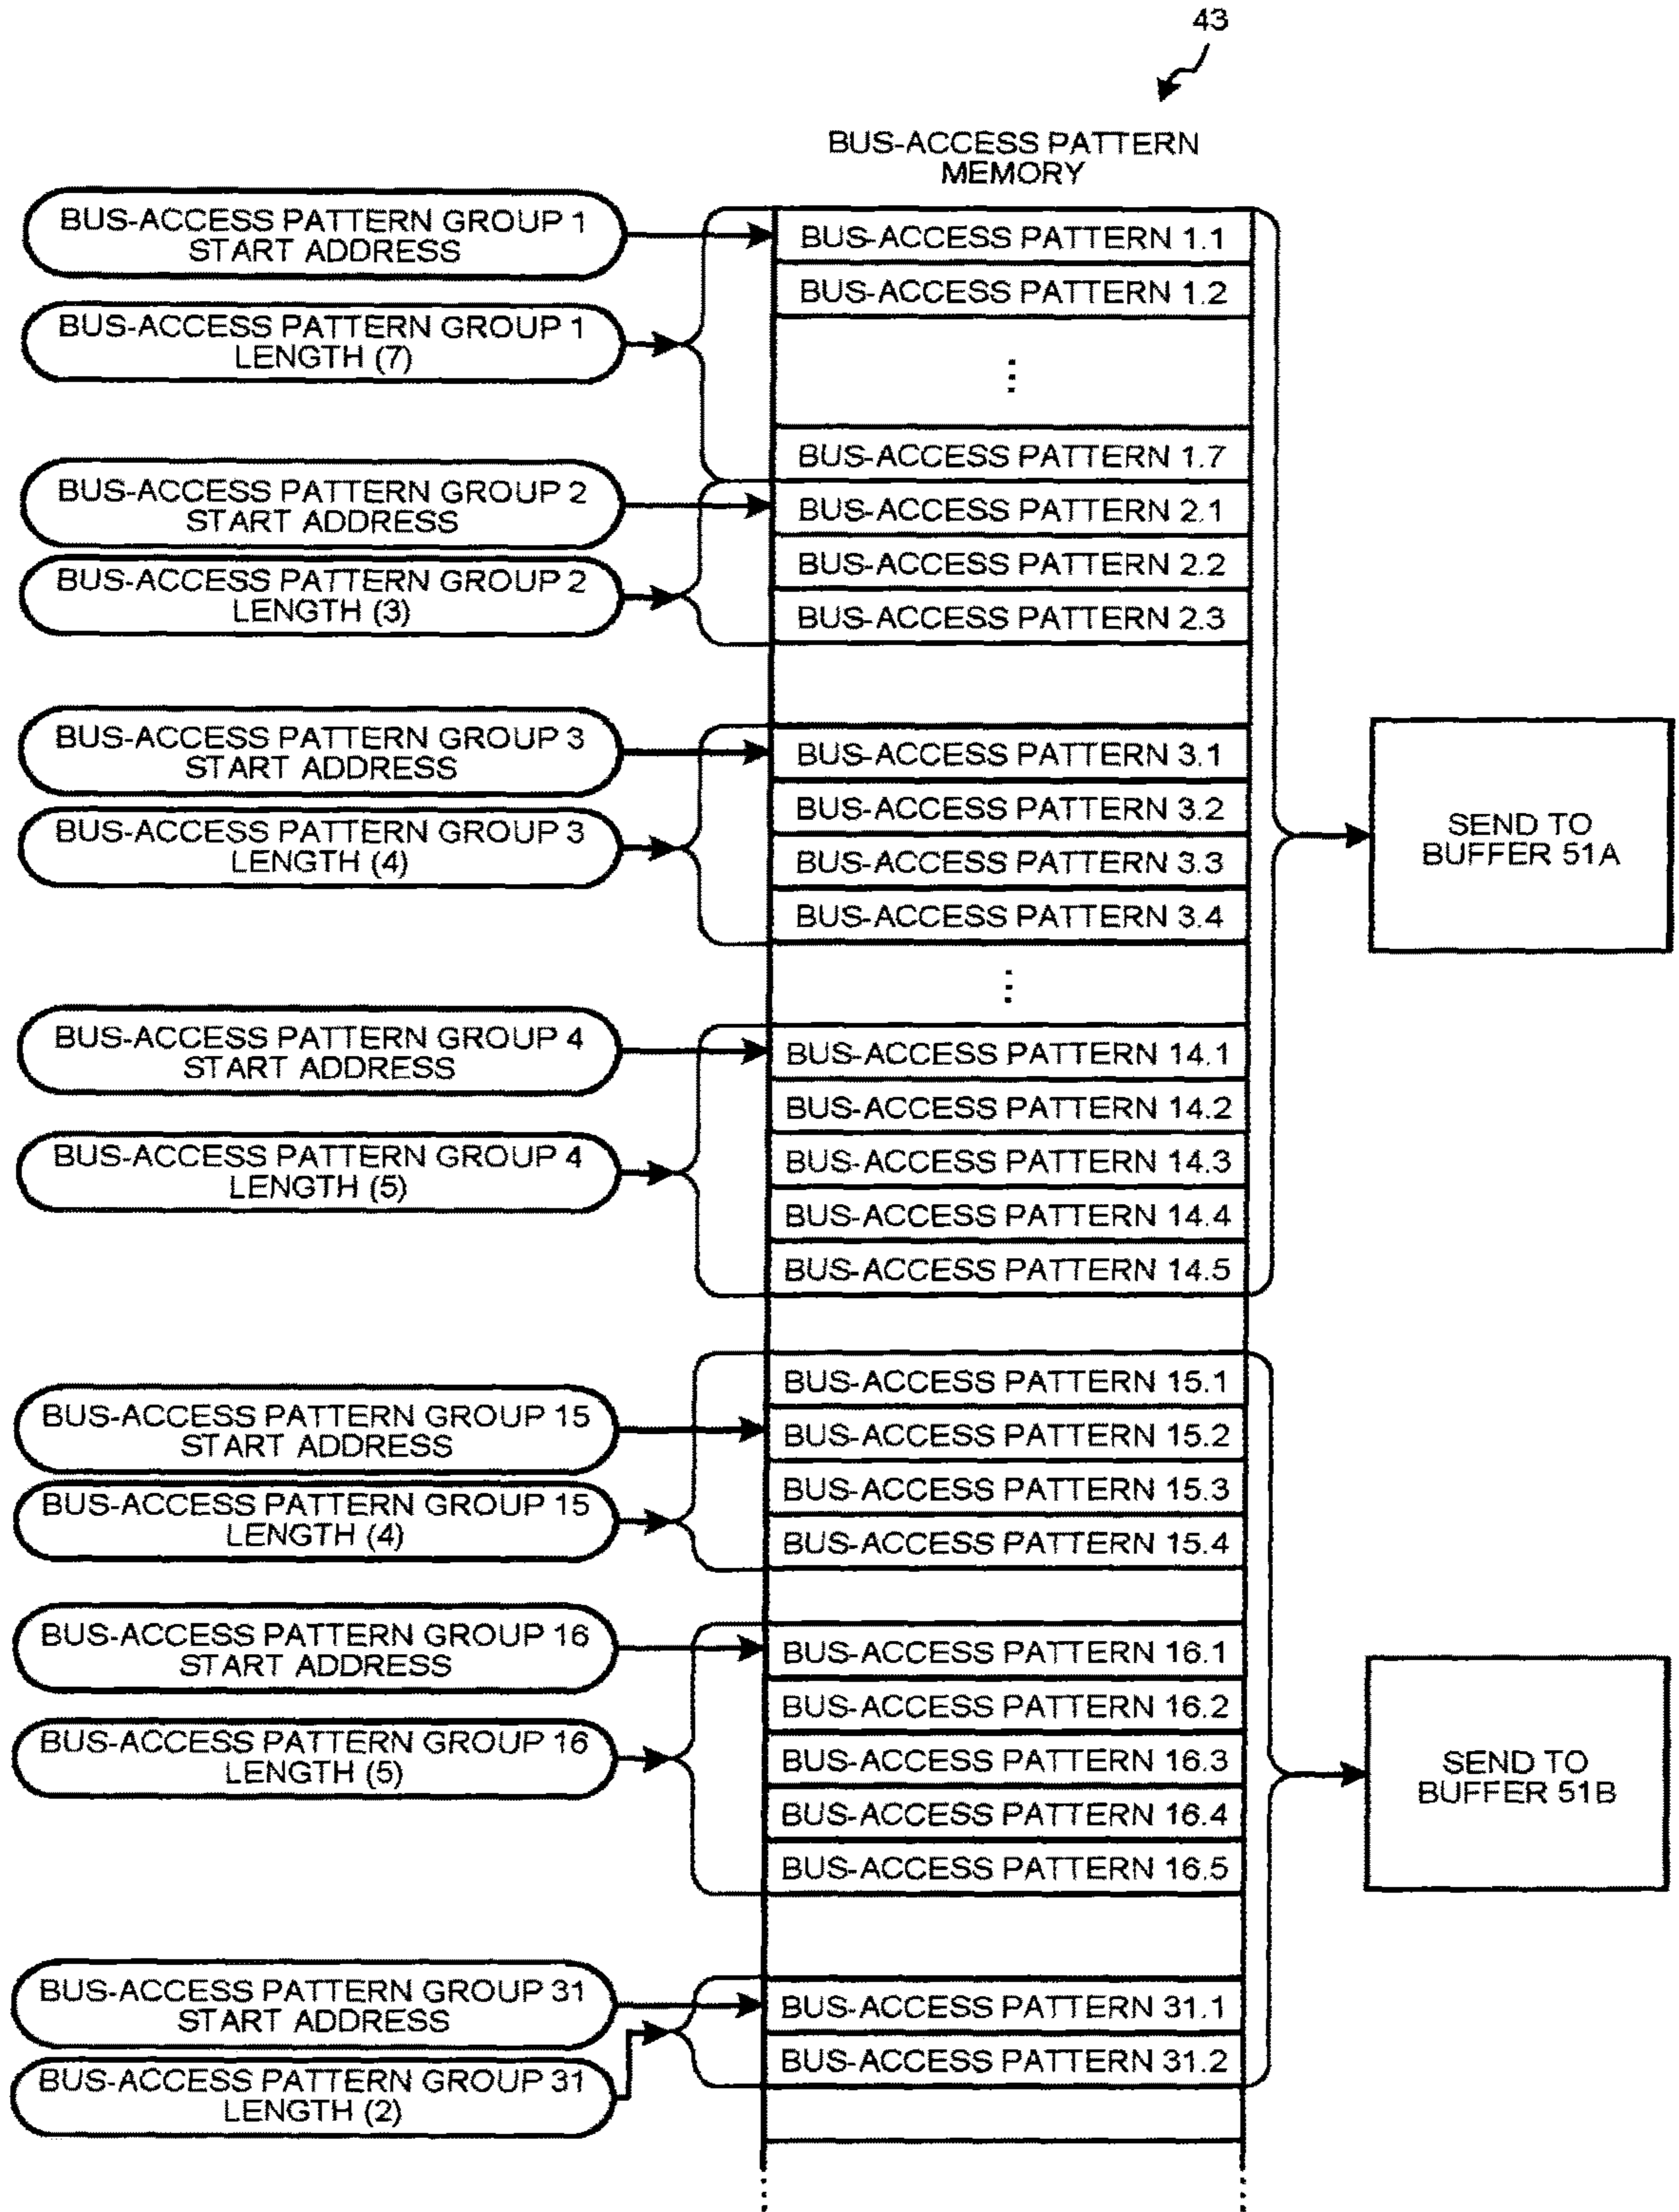 43
BUS-ACCESS PATTERN
MEMORY
BUS-ACCESS PATTERN GROUP 1
START ADDRESS
BUS-ACCESS PATTERN GROUP 1
LENGTH (7)
BUS-ACCESS PATTERN GROUP 2
START ADDRESS
BUS-ACCESS PATTERN GROUP 2
LENGTH (3)
BUS-ACCESS PATTERN GROUP 3
START ADDRESS
BUS-ACCESS PATTERN GROUP 3
LENGTH (4)
BUS-ACCESS PATTERN GROUP 4
START ADDRESS
BUS-ACCESS PATTERN GROUP 4
LENGTH (5)
BUS-ACCESS PATTERN GROUP 15
START ADDRESS
BUS-ACCESS PATTERN GROUP 15
LENGTH (4)
BUS-ACCESS PATTERN GROUP 16
START ADDRESS
BUS-ACCESS PATTERN GROUP 16
LENGTH (5)
BUS-ACCESS PATTERN GROUP 31
START ADDRESS
BUS-ACCESS PATTERN GROUP 31
LENGTH (2)
BUS-ACCESS PATTERN 1.1
BUS-ACCESS PATTERN 1.2
⋮
BUS-ACCESS PATTERN 1.7
BUS-ACCESS PATTERN 2.1
BUS-ACCESS PATTERN 2.2
BUS-ACCESS PATTERN 2.3
BUS-ACCESS PATTERN 3.1
BUS-ACCESS PATTERN 3.2
BUS-ACCESS PATTERN 3.3
BUS-ACCESS PATTERN 3.4
⋮
BUS-ACCESS PATTERN 14.1
BUS-ACCESS PATTERN 14.2
BUS-ACCESS PATTERN 14.3
BUS-ACCESS PATTERN 14.4
BUS-ACCESS PATTERN 14.5
BUS-ACCESS PATTERN 15.1
BUS-ACCESS PATTERN 15.2
BUS-ACCESS PATTERN 15.3
BUS-ACCESS PATTERN 15.4
BUS-ACCESS PATTERN 16.1
BUS-ACCESS PATTERN 16.2
BUS-ACCESS PATTERN 16.3
BUS-ACCESS PATTERN 16.4
BUS-ACCESS PATTERN 16.5
BUS-ACCESS PATTERN 31.1
BUS-ACCESS PATTERN 31.2
SEND TO
BUFFER 51A
SEND TO
BUFFER 51B